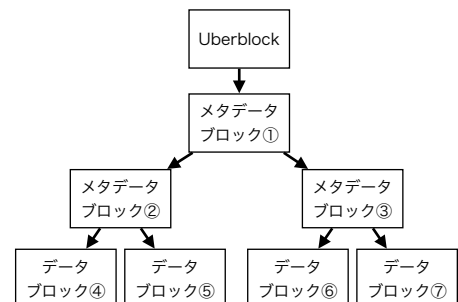 Uberblock
メタデータ
ブロック①
メタデータ
ブロック②
メタデータ
ブロック③
データ
ブロック④
データ
ブロック⑤
データ
ブロック⑥
データ
ブロック⑦